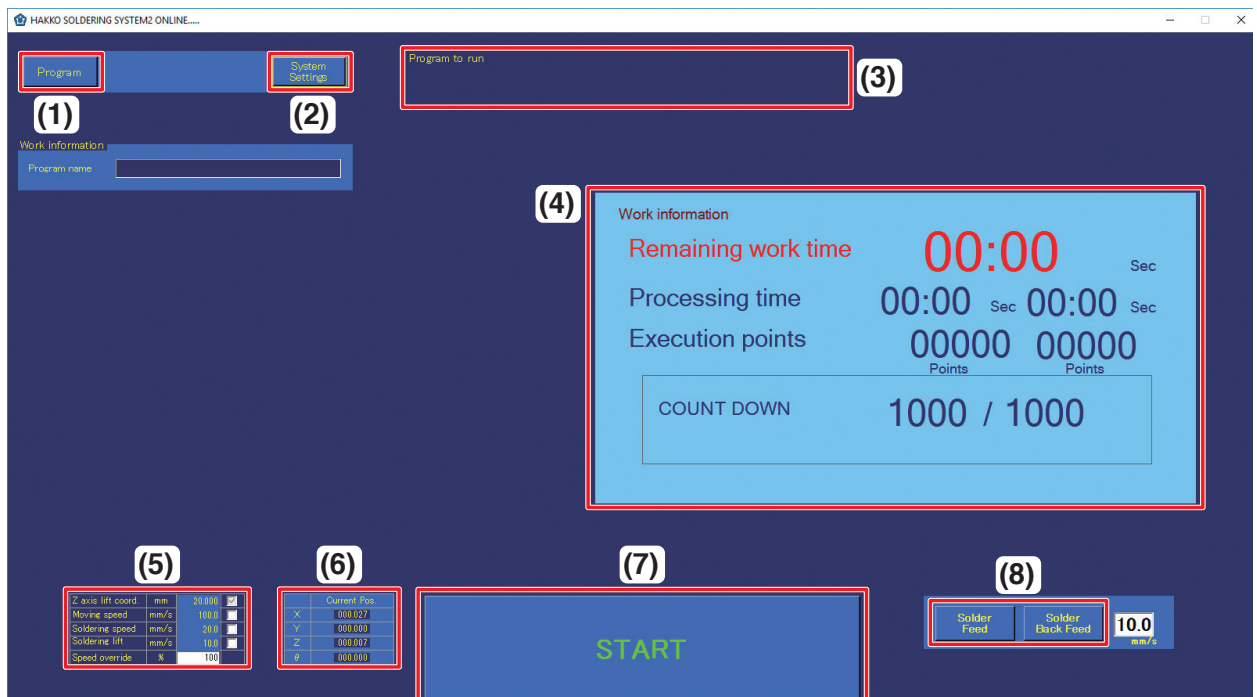 HAKKO SOLDERING SYSTEM2 ONLINE.....
Program
System
Settings
Program to run
(1)
(2)
(3)
Work information
Program name
(4)
Work information
Remaining work time 00:00 Sec
Processing time 00:00 Sec 00:00 Sec
Execution points 00000 00000
Points Points
COUNT DOWN 1000 / 1000
(5)
(6)
(7)
(8)
Z axis lift coord. mm 20.000
Moving speed mm/s 100.0
Soldering speed mm/s 20.0
Soldering lift mm/s 10.0
Speed override % 100
Current Pos.
X 000.027
Y 000.000
Z 000.007
θ 000.000
START
Solder
Feed
Solder
Back Feed
10.0
mm/s